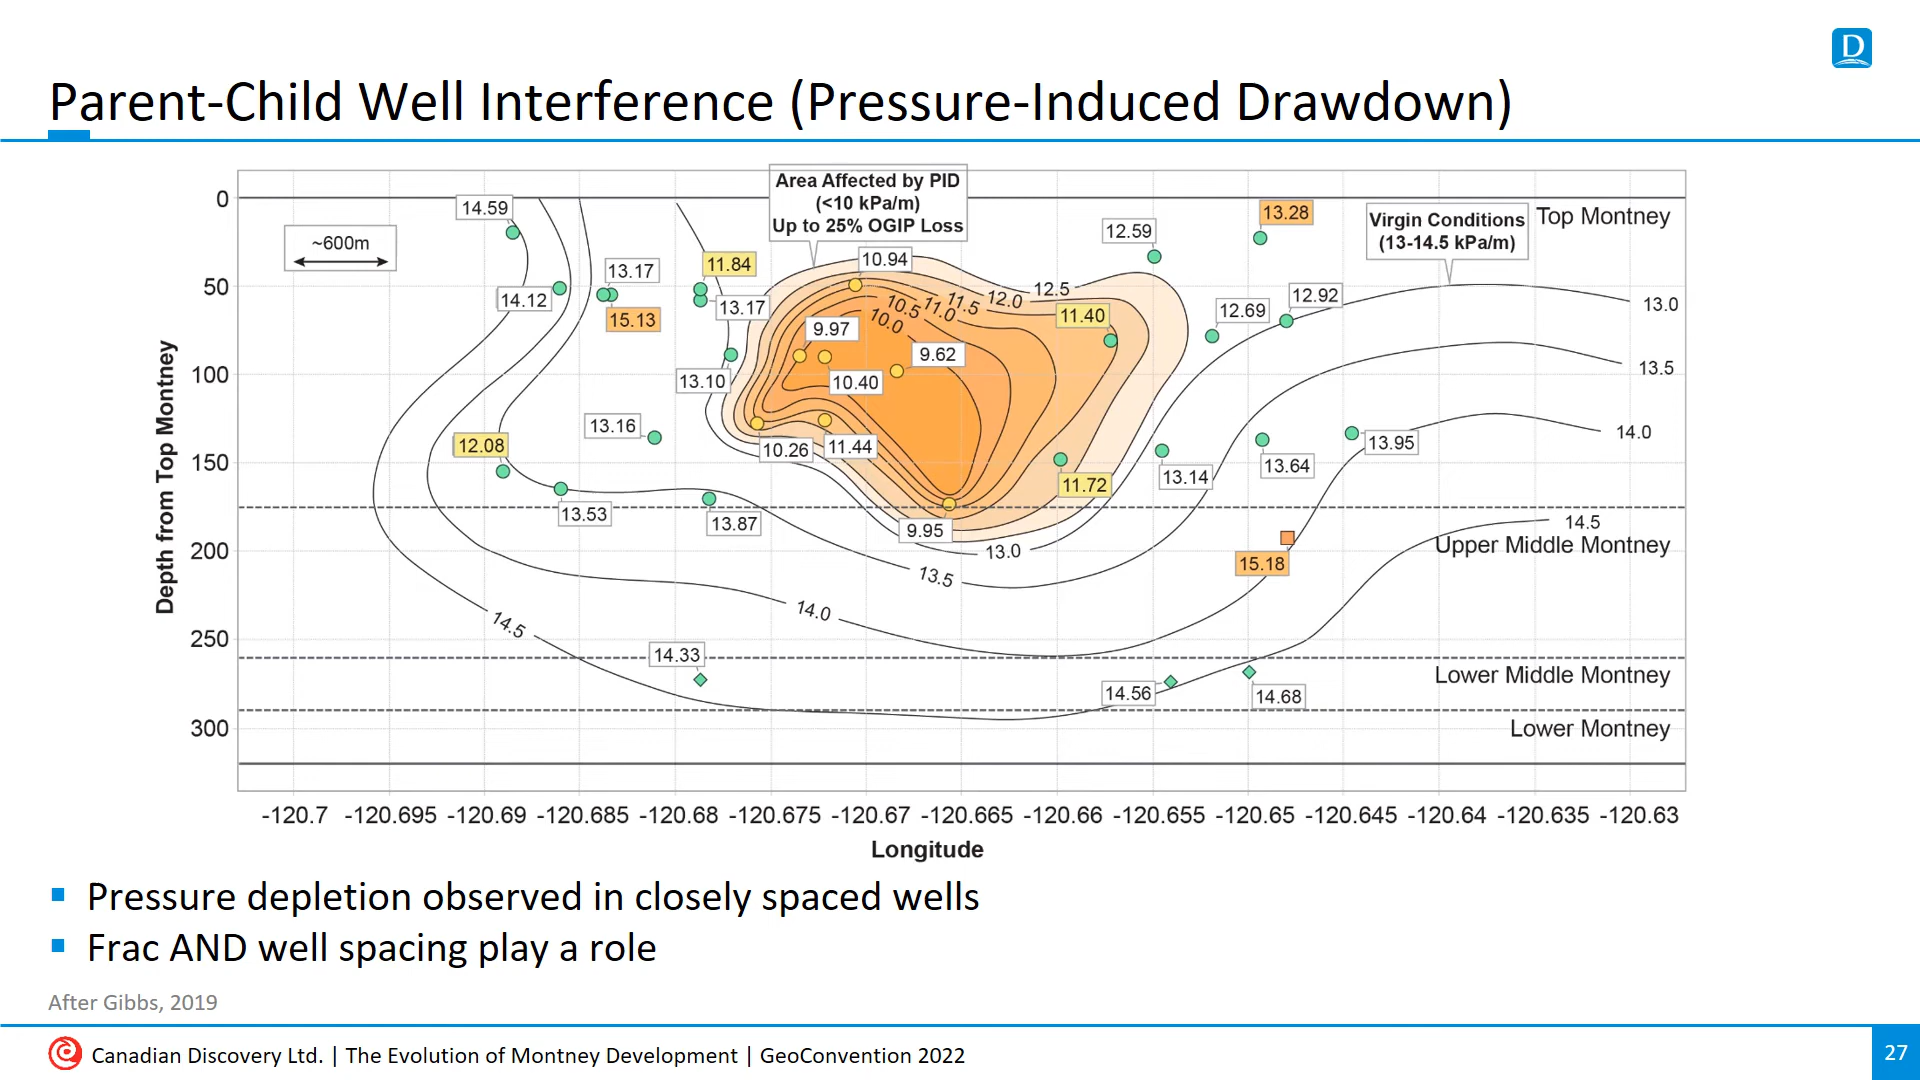 D
Parent-Child Well Interference (Pressure-Induced Drawdown)
Area Affected by PID
(<10 kPa/m)
Up to 25% OGIP Loss
Virgin Conditions
(13-14.5 kPa/m)
Top Montney
~600m
14.59
14.12
13.17
15.13
11.84
13.17
13.10
13.16
12.08
13.53
13.87
10.94
9.97
10.40
9.62
10.26
11.44
9.95
10.0
10.5
11.0
11.5
12.0
12.5
11.40
11.72
12.59
13.28
12.69
12.92
13.14
13.64
13.95
15.18
13.0
13.5
14.0
14.5
13.0
13.5
14.0
14.5
14.33
14.56
14.68
Upper Middle Montney
Lower Middle Montney
Lower Montney
Depth from Top Montney
0
50
100
150
200
250
300
-120.7 -120.695 -120.69 -120.685 -120.68 -120.675 -120.67 -120.665 -120.66 -120.655 -120.65 -120.645 -120.64 -120.635 -120.63
Longitude
Pressure depletion observed in closely spaced wells
Frac AND well spacing play a role
After Gibbs, 2019
Canadian Discovery Ltd. | The Evolution of Montney Development | GeoConvention 2022
27